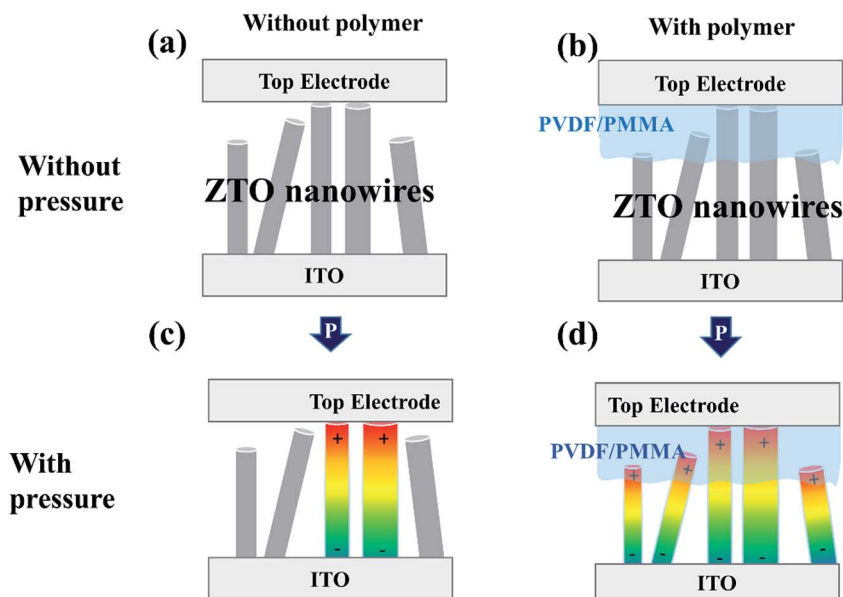 Without polymer
With polymer
(a)
(b)
Top Electrode
Top Electrode
PVDF/PMMA
Without
pressure
ZTO nanowires
ZTO nanowires
ITO
ITO
(c)
P
(d)
P
Top Electrode
Top Electrode
With
pressure
+ +
PVDF/PMMA
+ + + + +
- -
- - - - -
ITO
ITO